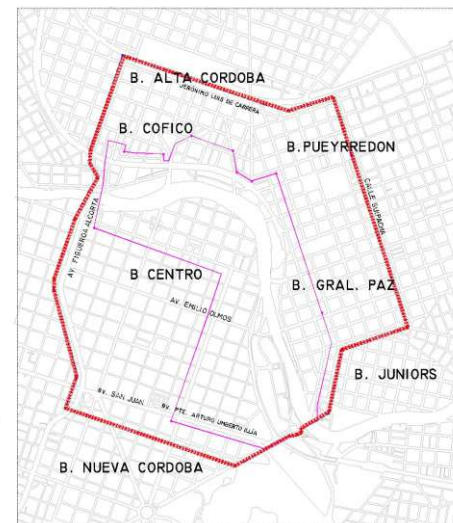 B. ALTA CORDOBA
JERÓNIMO LUIS DE CABRERA
B. COFICO
B.PUEYRREDON
CALLE SUIPACHA
AV. FIGUEROA ALCORTA
B CENTRO
B. GRAL. PAZ
AV. EMILIO OLMOS
B. JUNIORS
BV. SAN JUAN
BV. PTE. ARTURO UMBERTO ILLIA
B. NUEVA CORDOBA